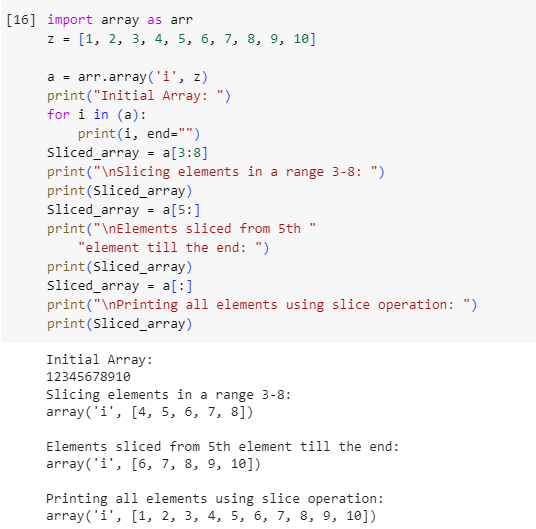 [16] import array as arr
z = [1, 2, 3, 4, 5, 6, 7, 8, 9, 10]
a = arr.array('i', z)
print("Initial Array: ")
for i in (a):
    print(i, end="")
Sliced_array = a[3:8]
print("\nSlicing elements in a range 3-8: ")
print(Sliced_array)
Sliced_array = a[5:]
print("\nElements sliced from 5th "
    "element till the end: ")
print(Sliced_array)
Sliced_array = a[:]
print("\nPrinting all elements using slice operation: ")
print(Sliced_array)
Initial Array:
12345678910
Slicing elements in a range 3-8:
array('i', [4, 5, 6, 7, 8])
Elements sliced from 5th element till the end:
array('i', [6, 7, 8, 9, 10])
Printing all elements using slice operation:
array('i', [1, 2, 3, 4, 5, 6, 7, 8, 9, 10])